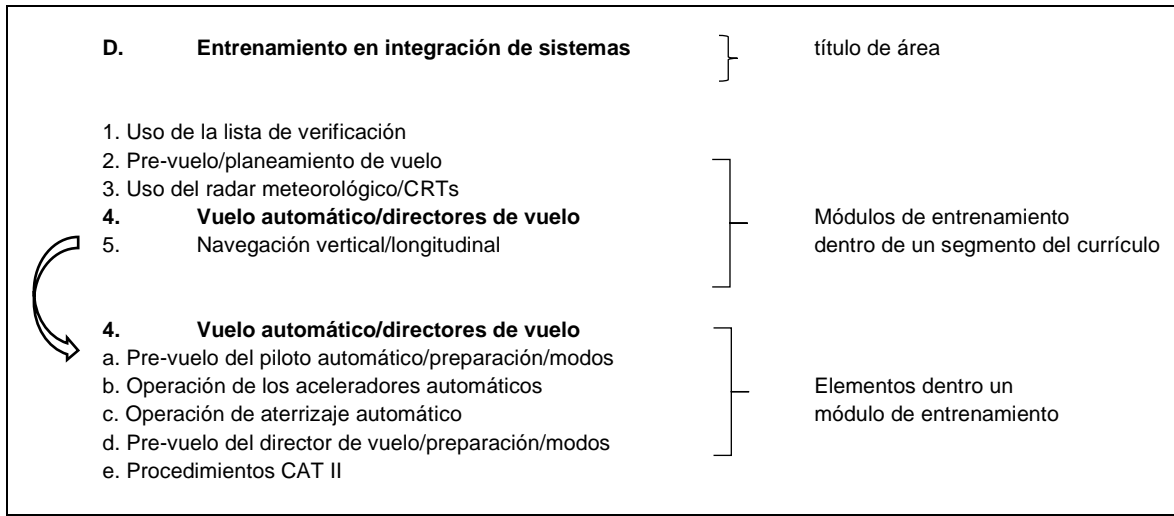 D. Entrenamiento en integración de sistemas título de área
1. Uso de la lista de verificación
2. Pre-vuelo/planeamiento de vuelo
3. Uso del radar meteorológico/CRTs
4. Vuelo automático/directores de vuelo Módulos de entrenamiento
5. Navegación vertical/longitudinal dentro de un segmento del currículo
4. Vuelo automático/directores de vuelo
a. Pre-vuelo del piloto automático/preparación/modos
b. Operación de los aceleradores automáticos Elementos dentro un
c. Operación de aterrizaje automático módulo de entrenamiento
d. Pre-vuelo del director de vuelo/preparación/modos
e. Procedimientos CAT II